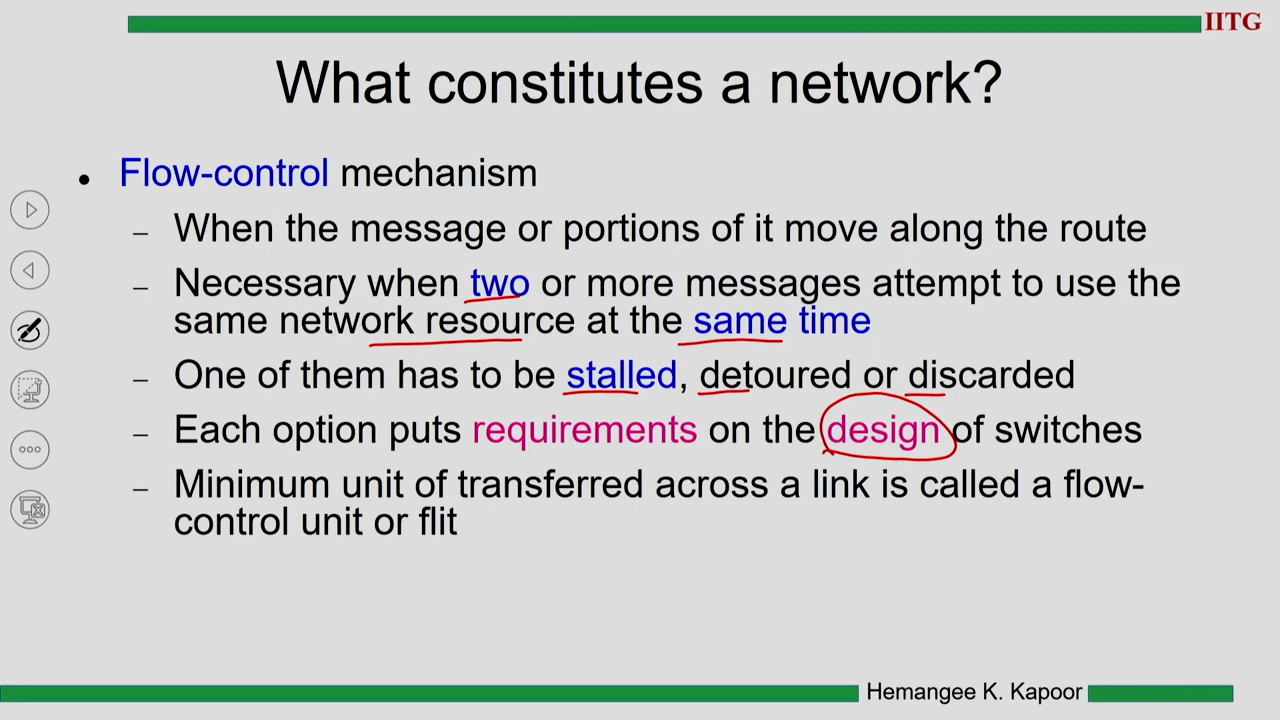 IITG
What constitutes a network?
• Flow-control mechanism
– When the message or portions of it move along the route
– Necessary when two or more messages attempt to use the
same network resource at the same time
– One of them has to be stalled, detoured or discarded
– Each option puts requirements on the design of switches
– Minimum unit of transferred across a link is called a flow-
control unit or flit
Hemangee K. Kapoor